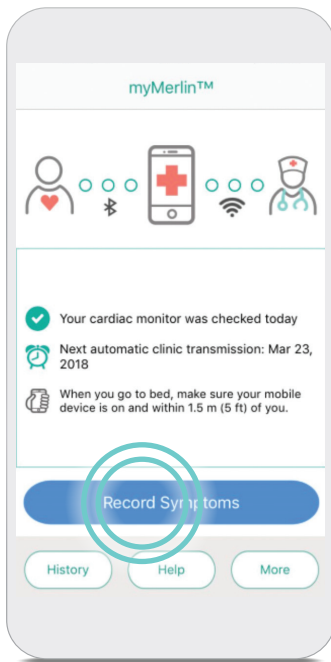 myMerlin™
Your cardiac monitor was checked today
Next automatic clinic transmission: Mar 23,
2018
When you go to bed, make sure your mobile
device is on and within 1.5 m (5 ft) of you.
Record Symptoms
History
Help
More